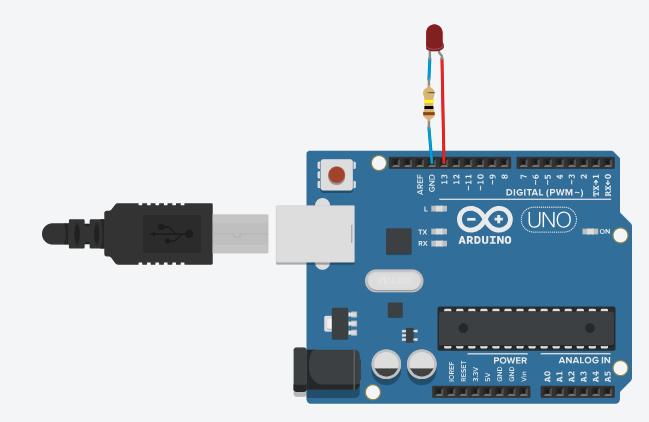 AREF
GND
13
12
~11
~10
~9
8
7
~6
~5
4
~3
2
TX→1
RX←0
DIGITAL (PWM~)
L
TX
RX
ARDUINO
UNO
ON
POWER
ANALOG IN
IOREF
RESET
3.3V
5V
GND
GND
Vin
A0
A1
A2
A3
A4
A5